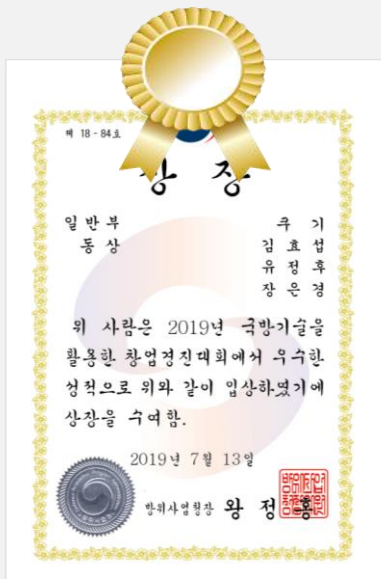 제 18 - 84호
상 장
일반부 쿠 기
동상 김 효 섭
유 정 후
장 은 경
위 사람은 2019년 국방기술을
활용한 창업경진대회에서 우수한
성적으로 위와 같이 입상하였기에
상장을 수여함.
2019년 7월 13일
방위사업청장 왕 정 홍